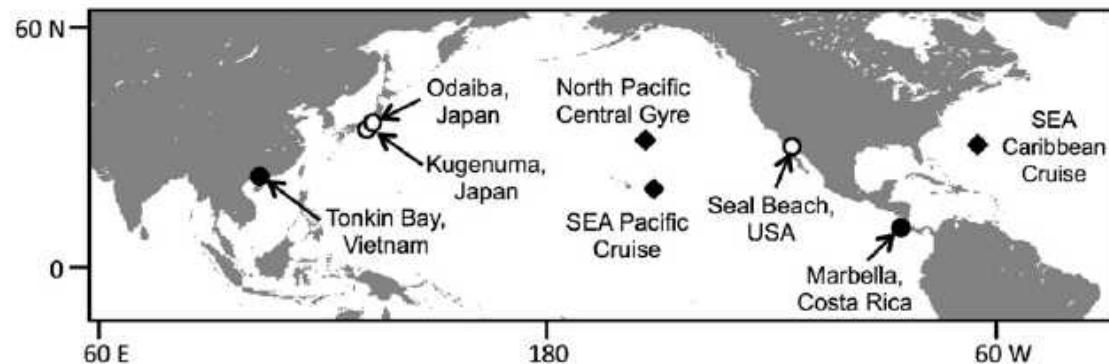 60 N
Odaiba,
Japan
North Pacific
Central Gyre
SEA
Caribbean
Cruise
Kugenuma,
Japan
Tonkin Bay,
Vietnam
SEA Pacific
Cruise
Seal Beach,
USA
0
Marbella,
Costa Rica
60 E
180
60 W